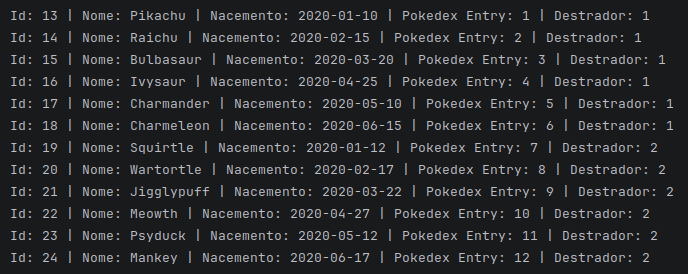 Id: 13 | Nome: Pikachu | Nacemento: 2020-01-10 | Pokedex Entry: 1 | Destrador: 1
Id: 14 | Nome: Raichu | Nacemento: 2020-02-15 | Pokedex Entry: 2 | Destrador: 1
Id: 15 | Nome: Bulbasaur | Nacemento: 2020-03-20 | Pokedex Entry: 3 | Destrador: 1
Id: 16 | Nome: Ivysaur | Nacemento: 2020-04-25 | Pokedex Entry: 4 | Destrador: 1
Id: 17 | Nome: Charmander | Nacemento: 2020-05-10 | Pokedex Entry: 5 | Destrador: 1
Id: 18 | Nome: Charmeleon | Nacemento: 2020-06-15 | Pokedex Entry: 6 | Destrador: 1
Id: 19 | Nome: Squirtle | Nacemento: 2020-01-12 | Pokedex Entry: 7 | Destrador: 2
Id: 20 | Nome: Wartortle | Nacemento: 2020-02-17 | Pokedex Entry: 8 | Destrador: 2
Id: 21 | Nome: Jigglypuff | Nacemento: 2020-03-22 | Pokedex Entry: 9 | Destrador: 2
Id: 22 | Nome: Meowth | Nacemento: 2020-04-27 | Pokedex Entry: 10 | Destrador: 2
Id: 23 | Nome: Psyduck | Nacemento: 2020-05-12 | Pokedex Entry: 11 | Destrador: 2
Id: 24 | Nome: Mankey | Nacemento: 2020-06-17 | Pokedex Entry: 12 | Destrador: 2